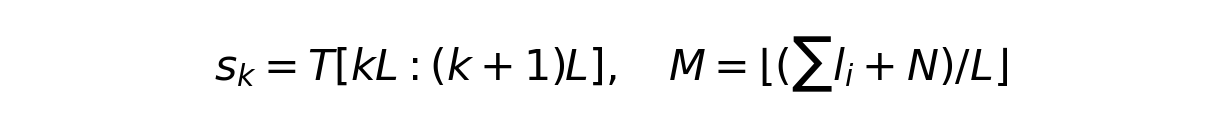 s_k = T[kL : (k + 1)L],    M = ⌊(∑ l_i + N)/L⌋